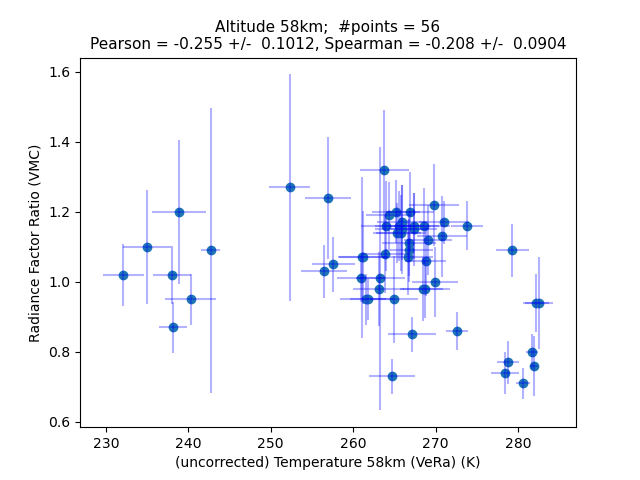 Altitude 58km;  #points = 56
Pearson = -0.255 +/-  0.1012, Spearman = -0.208 +/-  0.0904
1.6
1.4
1.2
1.0
0.8
0.6
Radiance Factor Ratio (VMC)
230 240 250 260 270 280
(uncorrected) Temperature 58km (VeRa) (K)